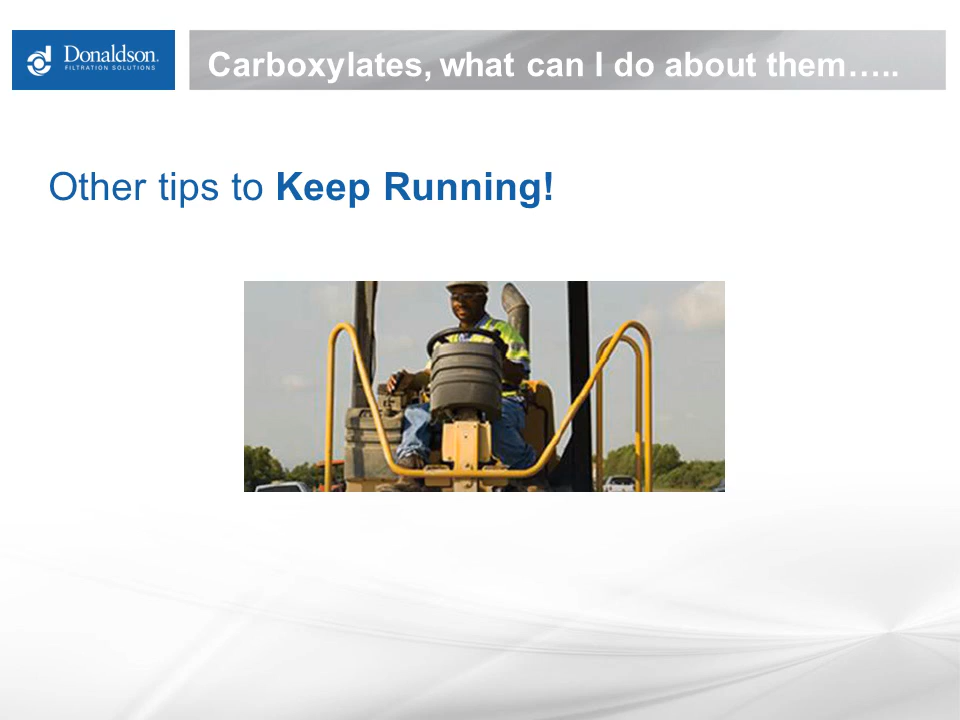 Donaldson.
FILTRATION SOLUTIONS
Carboxylates, what can I do about them…..
Other tips to Keep Running!